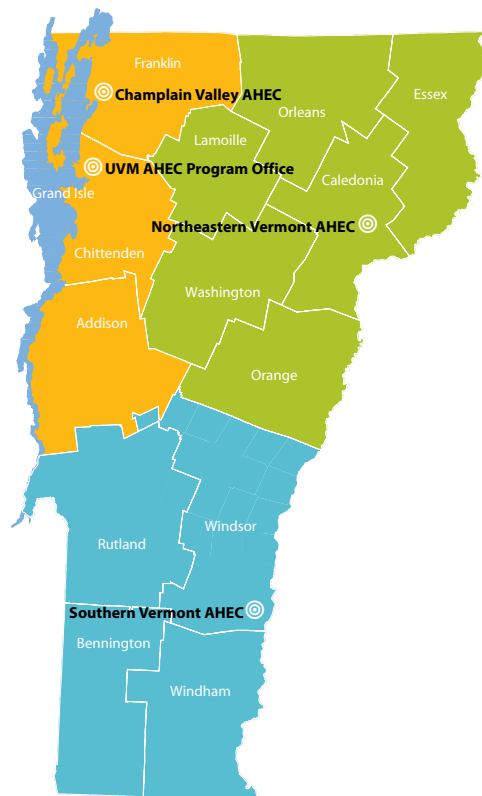 Franklin
Essex
Champlain Valley AHEC
Orleans
Lamoille
UVM AHEC Program Office
Caledonia
Grand Isle
Northeastern Vermont AHEC
Chittenden
Washington
Addison
Orange
Windsor
Rutland
Southern Vermont AHEC
Bennington
Windham